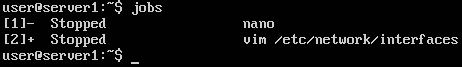 user@server1:~$ jobs
[1]-  Stopped                 nano
[2]+  Stopped                 vim /etc/network/interfaces
user@server1:~$ _